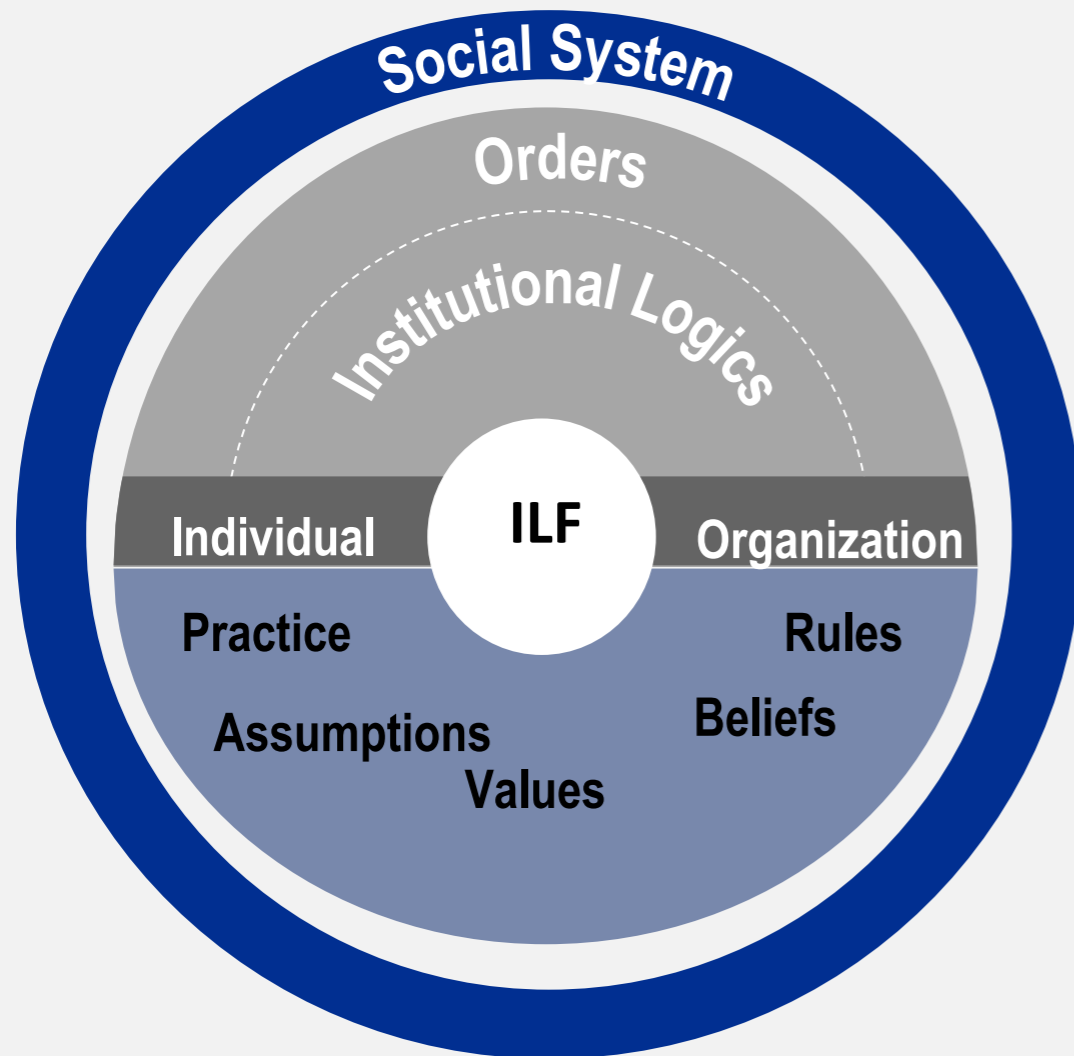 Social System
Orders
Institutional Logics
ILF
Individual
Organization
Practice
Rules
Assumptions
Beliefs
Values